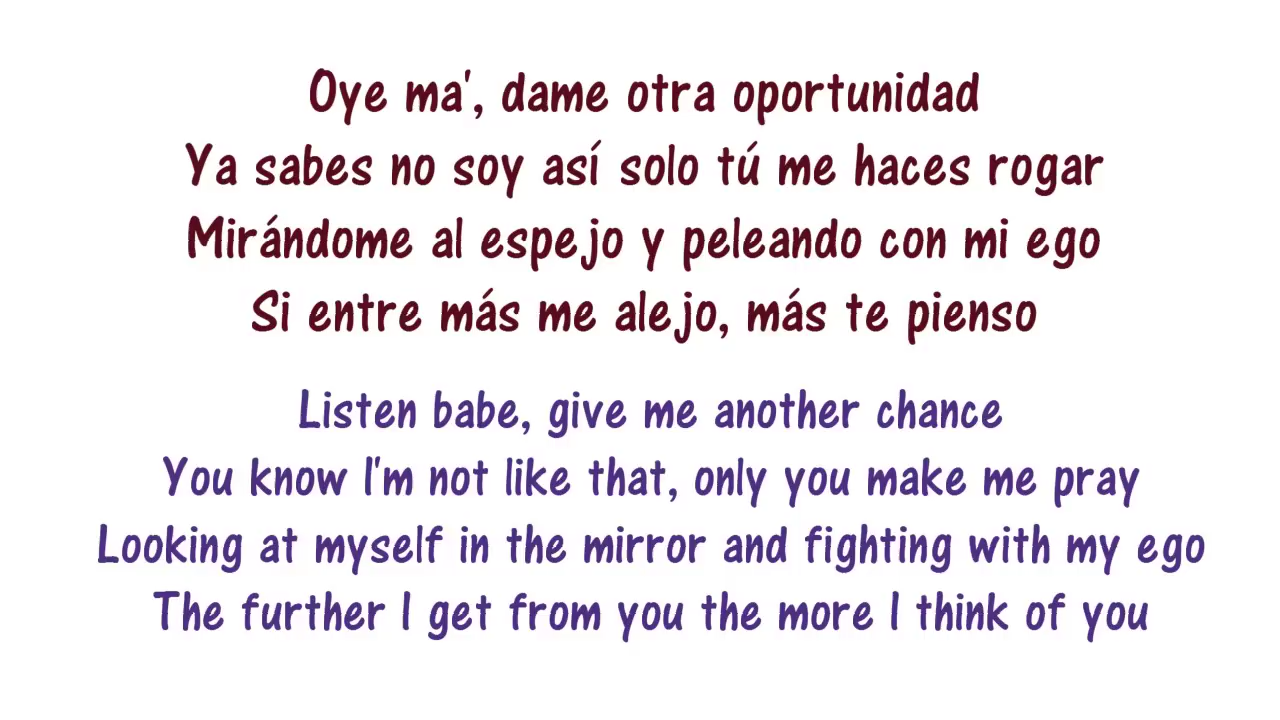 Oye ma', dame otra oportunidad
Ya sabes no soy así solo tú me haces rogar
Mirándome al espejo y peleando con mi ego
Si entre más me alejo, más te pienso
Listen babe, give me another chance
You know I'm not like that, only you make me pray
Looking at myself in the mirror and fighting with my ego
The further I get from you the more I think of you